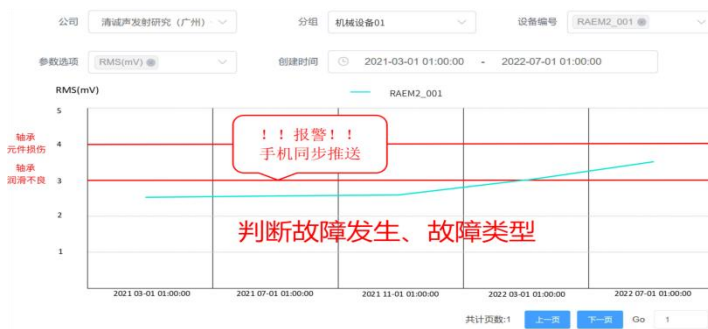 公司 清诚声发射研究（广州） 分组 机械设备01 设备编号 RAEM2_001
参数选项 RMS(mV) 创建时间 2021-03-01 01:00:00 - 2022-07-01 01:00:00
RMS(mV)
RAEM2_001
5
！！报警！！
手机同步推送
轴承
元件损伤
4
轴承
润滑不良
3
2
判断故障发生、故障类型
1
2021 03-01 01:00:00 2021 07-01 01:00:00 2021 11-01 01:00:00 2022 03-01 01:00:00 2022 07-01 01:00:00
共计页数:1 上一页 下一页 Go 1